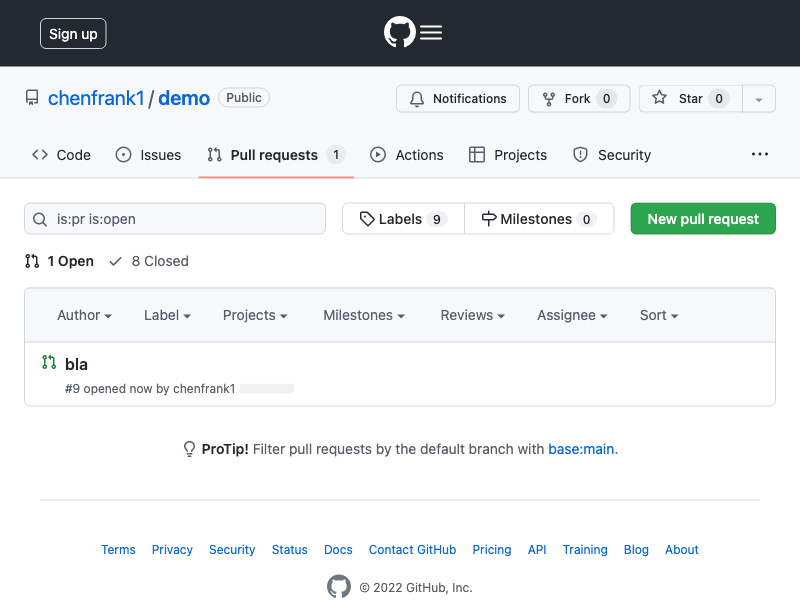 Sign up
chenfrank1 / demo Public
Notifications Fork 0 Star 0
Code Issues Pull requests 1 Actions Projects Security
is:pr is:open Labels 9 Milestones 0 New pull request
1 Open 8 Closed
Author Label Projects Milestones Reviews Assignee Sort
bla
#9 opened now by chenfrank1
ProTip! Filter pull requests by the default branch with base:main.
Terms Privacy Security Status Docs Contact GitHub Pricing API Training Blog About
© 2022 GitHub, Inc.